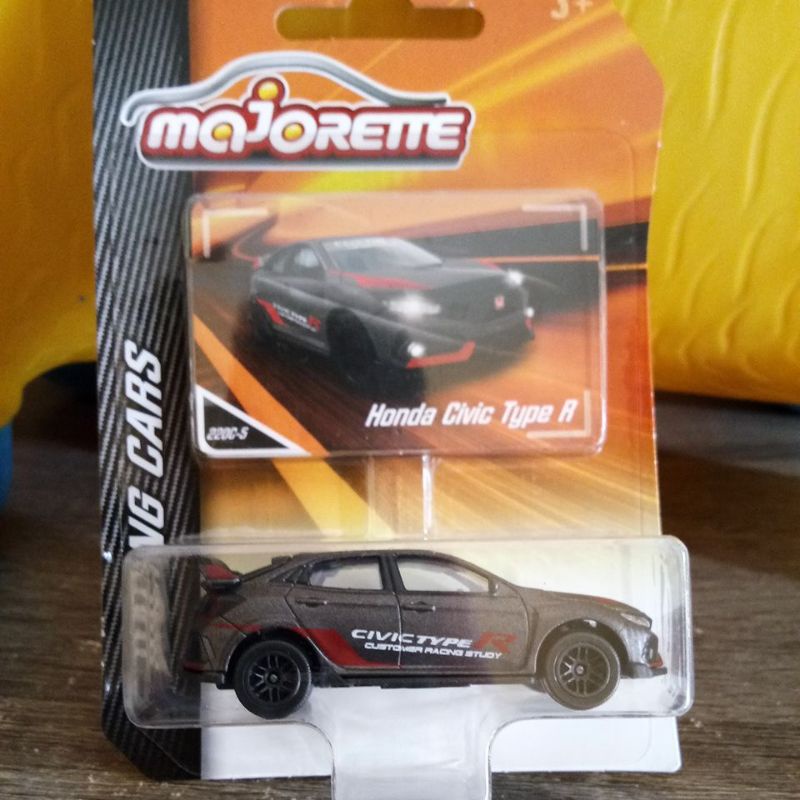 3+
majorette
Honda Civic Type R
220C-5
NG CARS
CIVIC TYPE R
CUSTOMER RACING STUDY